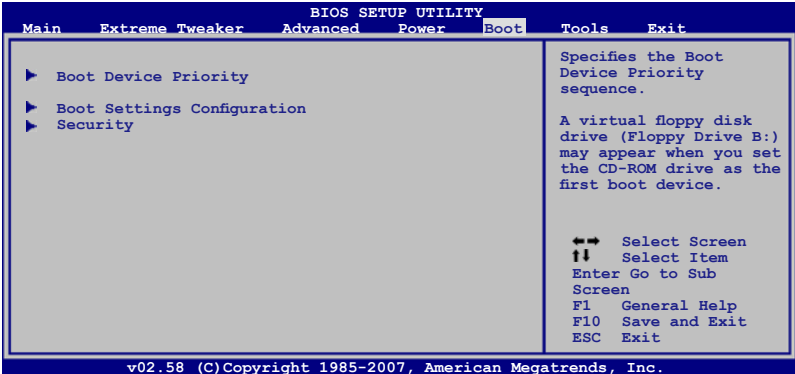 BIOS SETUP UTILITY
Main Extreme Tweaker Advanced Power Boot Tools Exit
Boot Device Priority
Boot Settings Configuration
Security
Specifies the Boot
Device Priority
sequence.
A virtual floppy disk
drive (Floppy Drive B:)
may appear when you set
the CD-ROM drive as the
first boot device.
←→ Select Screen
↑↓ Select Item
Enter Go to Sub
Screen
F1 General Help
F10 Save and Exit
ESC Exit
v02.58 (C)Copyright 1985-2007, American Megatrends, Inc.